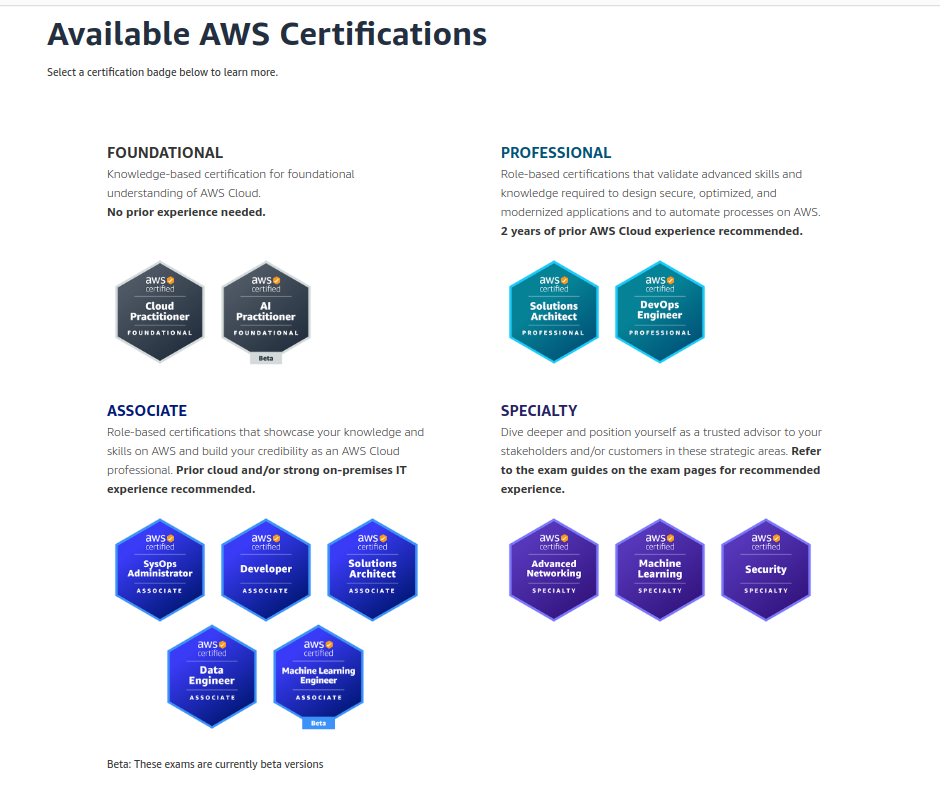 Available AWS Certifications
Select a certification badge below to learn more.
FOUNDATIONAL
Knowledge-based certification for foundational
understanding of AWS Cloud.
No prior experience needed.
aws
certified
Cloud
Practitioner
FOUNDATIONAL
aws
certified
AI
Practitioner
FOUNDATIONAL
Beta
PROFESSIONAL
Role-based certifications that validate advanced skills and
knowledge required to design secure, optimized, and
modernized applications and to automate processes on AWS.
2 years of prior AWS Cloud experience recommended.
aws
certified
Solutions
Architect
PROFESSIONAL
aws
certified
DevOps
Engineer
PROFESSIONAL
ASSOCIATE
Role-based certifications that showcase your knowledge and
skills on AWS and build your credibility as an AWS Cloud
professional. Prior cloud and/or strong on-premises IT
experience recommended.
aws
certified
SysOps
Administrator
ASSOCIATE
aws
certified
Developer
ASSOCIATE
aws
certified
Solutions
Architect
ASSOCIATE
aws
certified
Data
Engineer
ASSOCIATE
aws
certified
Machine Learning
Engineer
ASSOCIATE
Beta
SPECIALTY
Dive deeper and position yourself as a trusted advisor to your
stakeholders and/or customers in these strategic areas. Refer
to the exam guides on the exam pages for recommended
experience.
aws
certified
Advanced
Networking
SPECIALTY
aws
certified
Machine
Learning
SPECIALTY
aws
certified
Security
SPECIALTY
Beta: These exams are currently beta versions